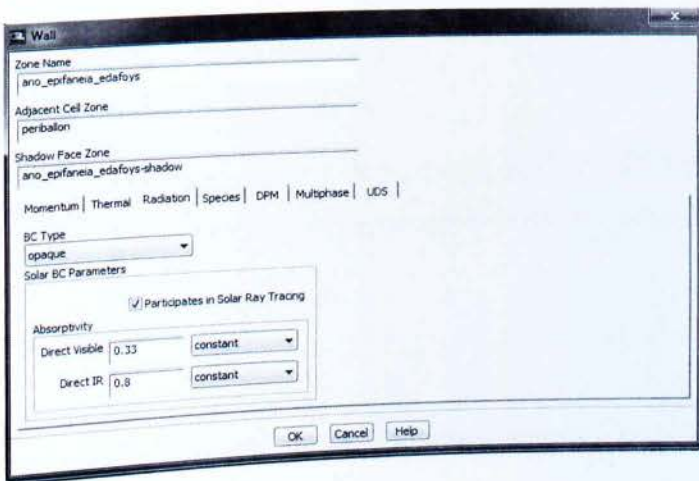 Wall
x
Zone Name
ano_epifaneia_edafoys
Adjacent Cell Zone
periballon
Shadow Face Zone
ano_epifaneia_edafoys-shadow
Momentum Thermal Radiation Species DPM Multiphase UDS
BC Type
opaque
Solar BC Parameters
Participates in Solar Ray Tracing
Absorptivity
Direct Visible 0.33 constant
Direct IR 0.8 constant
OK Cancel Help